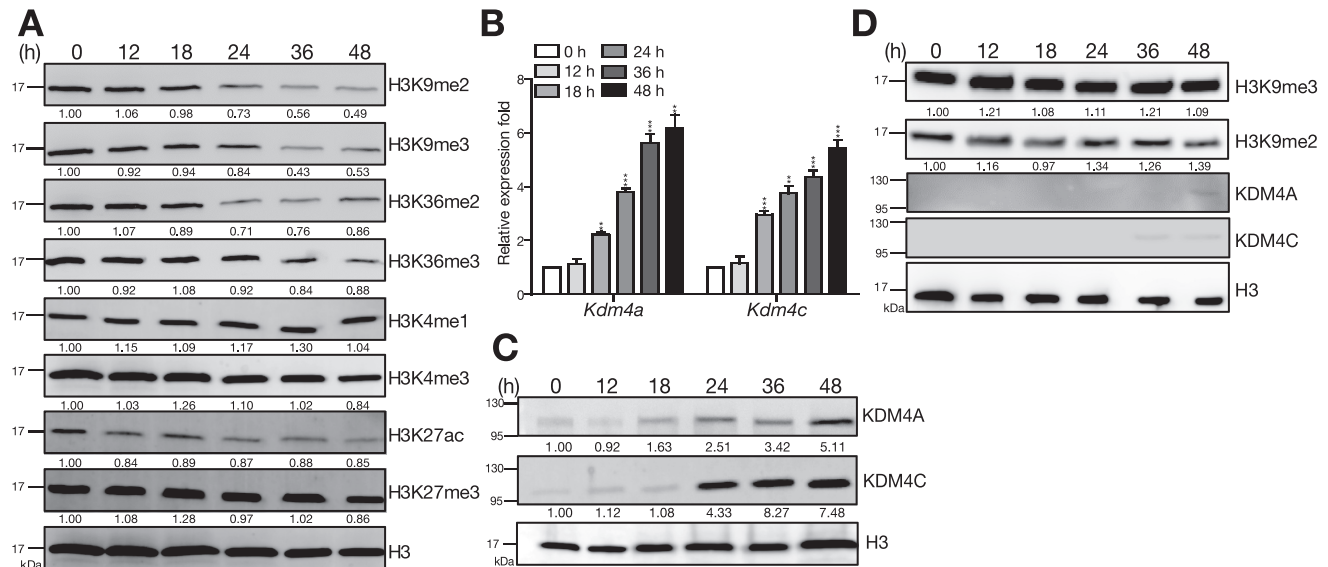 A
(h) 0 12 18 24 36 48
17 H3K9me2
1.00 1.06 0.98 0.73 0.56 0.49
17 H3K9me3
1.00 0.92 0.94 0.84 0.43 0.53
17 H3K36me2
1.00 1.07 0.89 0.71 0.76 0.86
17 H3K36me3
1.00 0.92 1.08 0.92 0.84 0.88
17 H3K4me1
1.00 1.15 1.09 1.17 1.30 1.04
17 H3K4me3
1.00 1.03 1.26 1.10 1.02 0.84
17 H3K27ac
1.00 0.84 0.89 0.87 0.88 0.85
17 H3K27me3
1.00 1.08 1.28 0.97 1.02 0.86
17 H3
kDa
B
0 h 24 h
12 h 36 h
18 h 48 h
Relative expression fold
8
6
4
2
0
** *** *** ** *** ** *** ***
Kdm4a Kdm4c
C
(h) 0 12 18 24 36 48
130
KDM4A
95
1.00 0.92 1.63 2.51 3.42 5.11
130
KDM4C
95
1.00 1.12 1.08 4.33 8.27 7.48
17 H3
kDa
D
(h) 0 12 18 24 36 48
17 H3K9me3
1.00 1.21 1.08 1.11 1.21 1.09
17 H3K9me2
1.00 1.16 0.97 1.34 1.26 1.39
130
KDM4A
95
130
KDM4C
95
17 H3
kDa